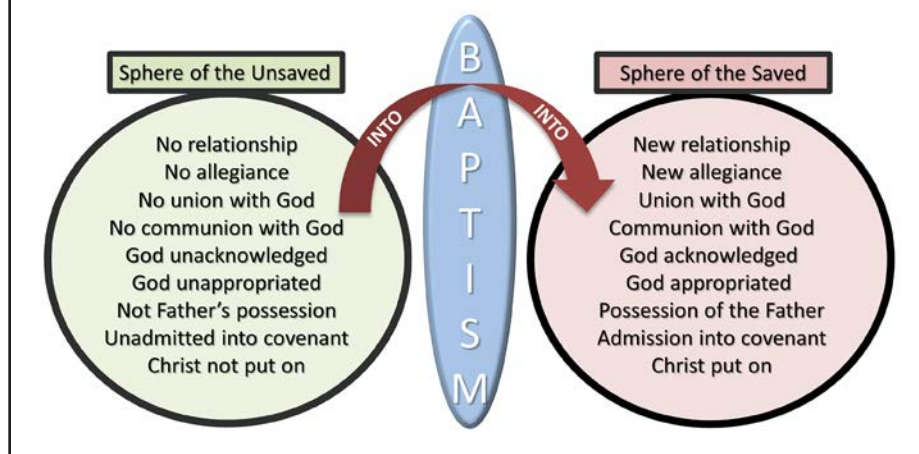 Sphere of the Unsaved
No relationship
No allegiance
No union with God
No communion with God
God unacknowledged
God unappropriated
Not Father's possession
Unadmitted into covenant
Christ not put on
INTO
BAPTISM
INTO
Sphere of the Saved
New relationship
New allegiance
Union with God
Communion with God
God acknowledged
God appropriated
Possession of the Father
Admission into covenant
Christ put on